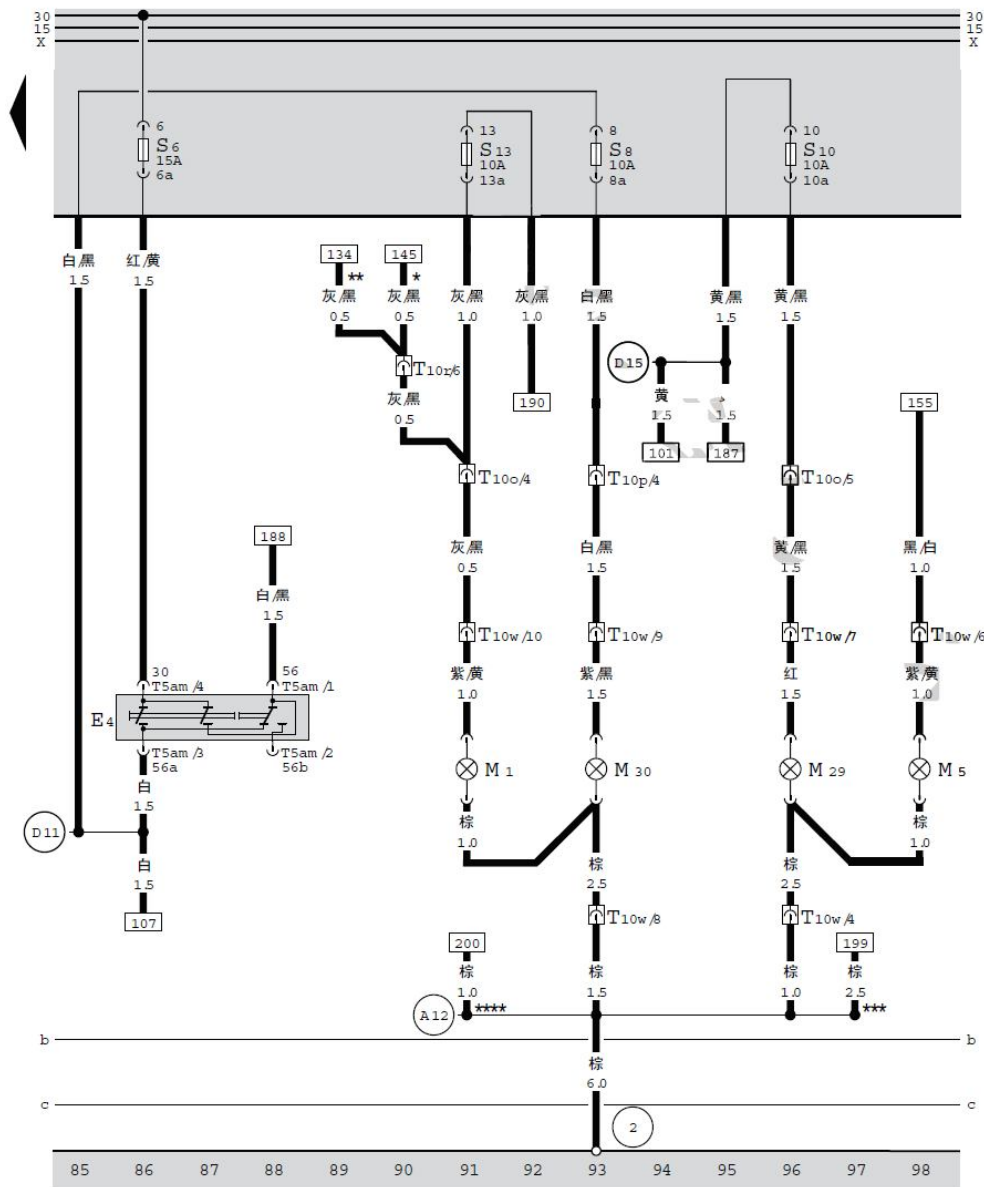 30 30
15 15
X X
6 13 8 10
S6 S13 S8 S10
15A 10A 10A 10A
6a 13a 8a 10a
白/黑 红/黄 134 145 灰/黑 灰/黑 白/黑 黄/黑 黄/黑
1.5 1.5 ** * 1.0 1.0 1.5 1.5 1.5
灰/黑 灰/黑
0.5 0.5
D15
T10r/6
灰/黑 190 黄 155
0.5 1.5 1.5
101 187
T10o/4 T10p/4 T10o/5
188 灰/黑 白/黑 黄/黑 黑/白
0.5 1.5 1.5 1.0
白/黑
1.5
T10w/10 T10w/9 T10w/7 T10w/6
30 56 紫/黄 紫/黑 红 紫/黄
T5am/4 T5am/1 1.0 1.5 1.5 1.0
E4
T5am/3 T5am/2
56a 56b
M1 M30 M29 M5
白
1.5
棕 棕
1.0 1.0
D11
白 棕 棕
1.5 2.5 2.5
107
T10w/8 T10w/4
200 199
棕 棕 棕 棕
1.0 1.5 1.0 2.5
A12 **** ***
b b
棕
6.0
c c
2
85 86 87 88 89 90 91 92 93 94 95 96 97 98